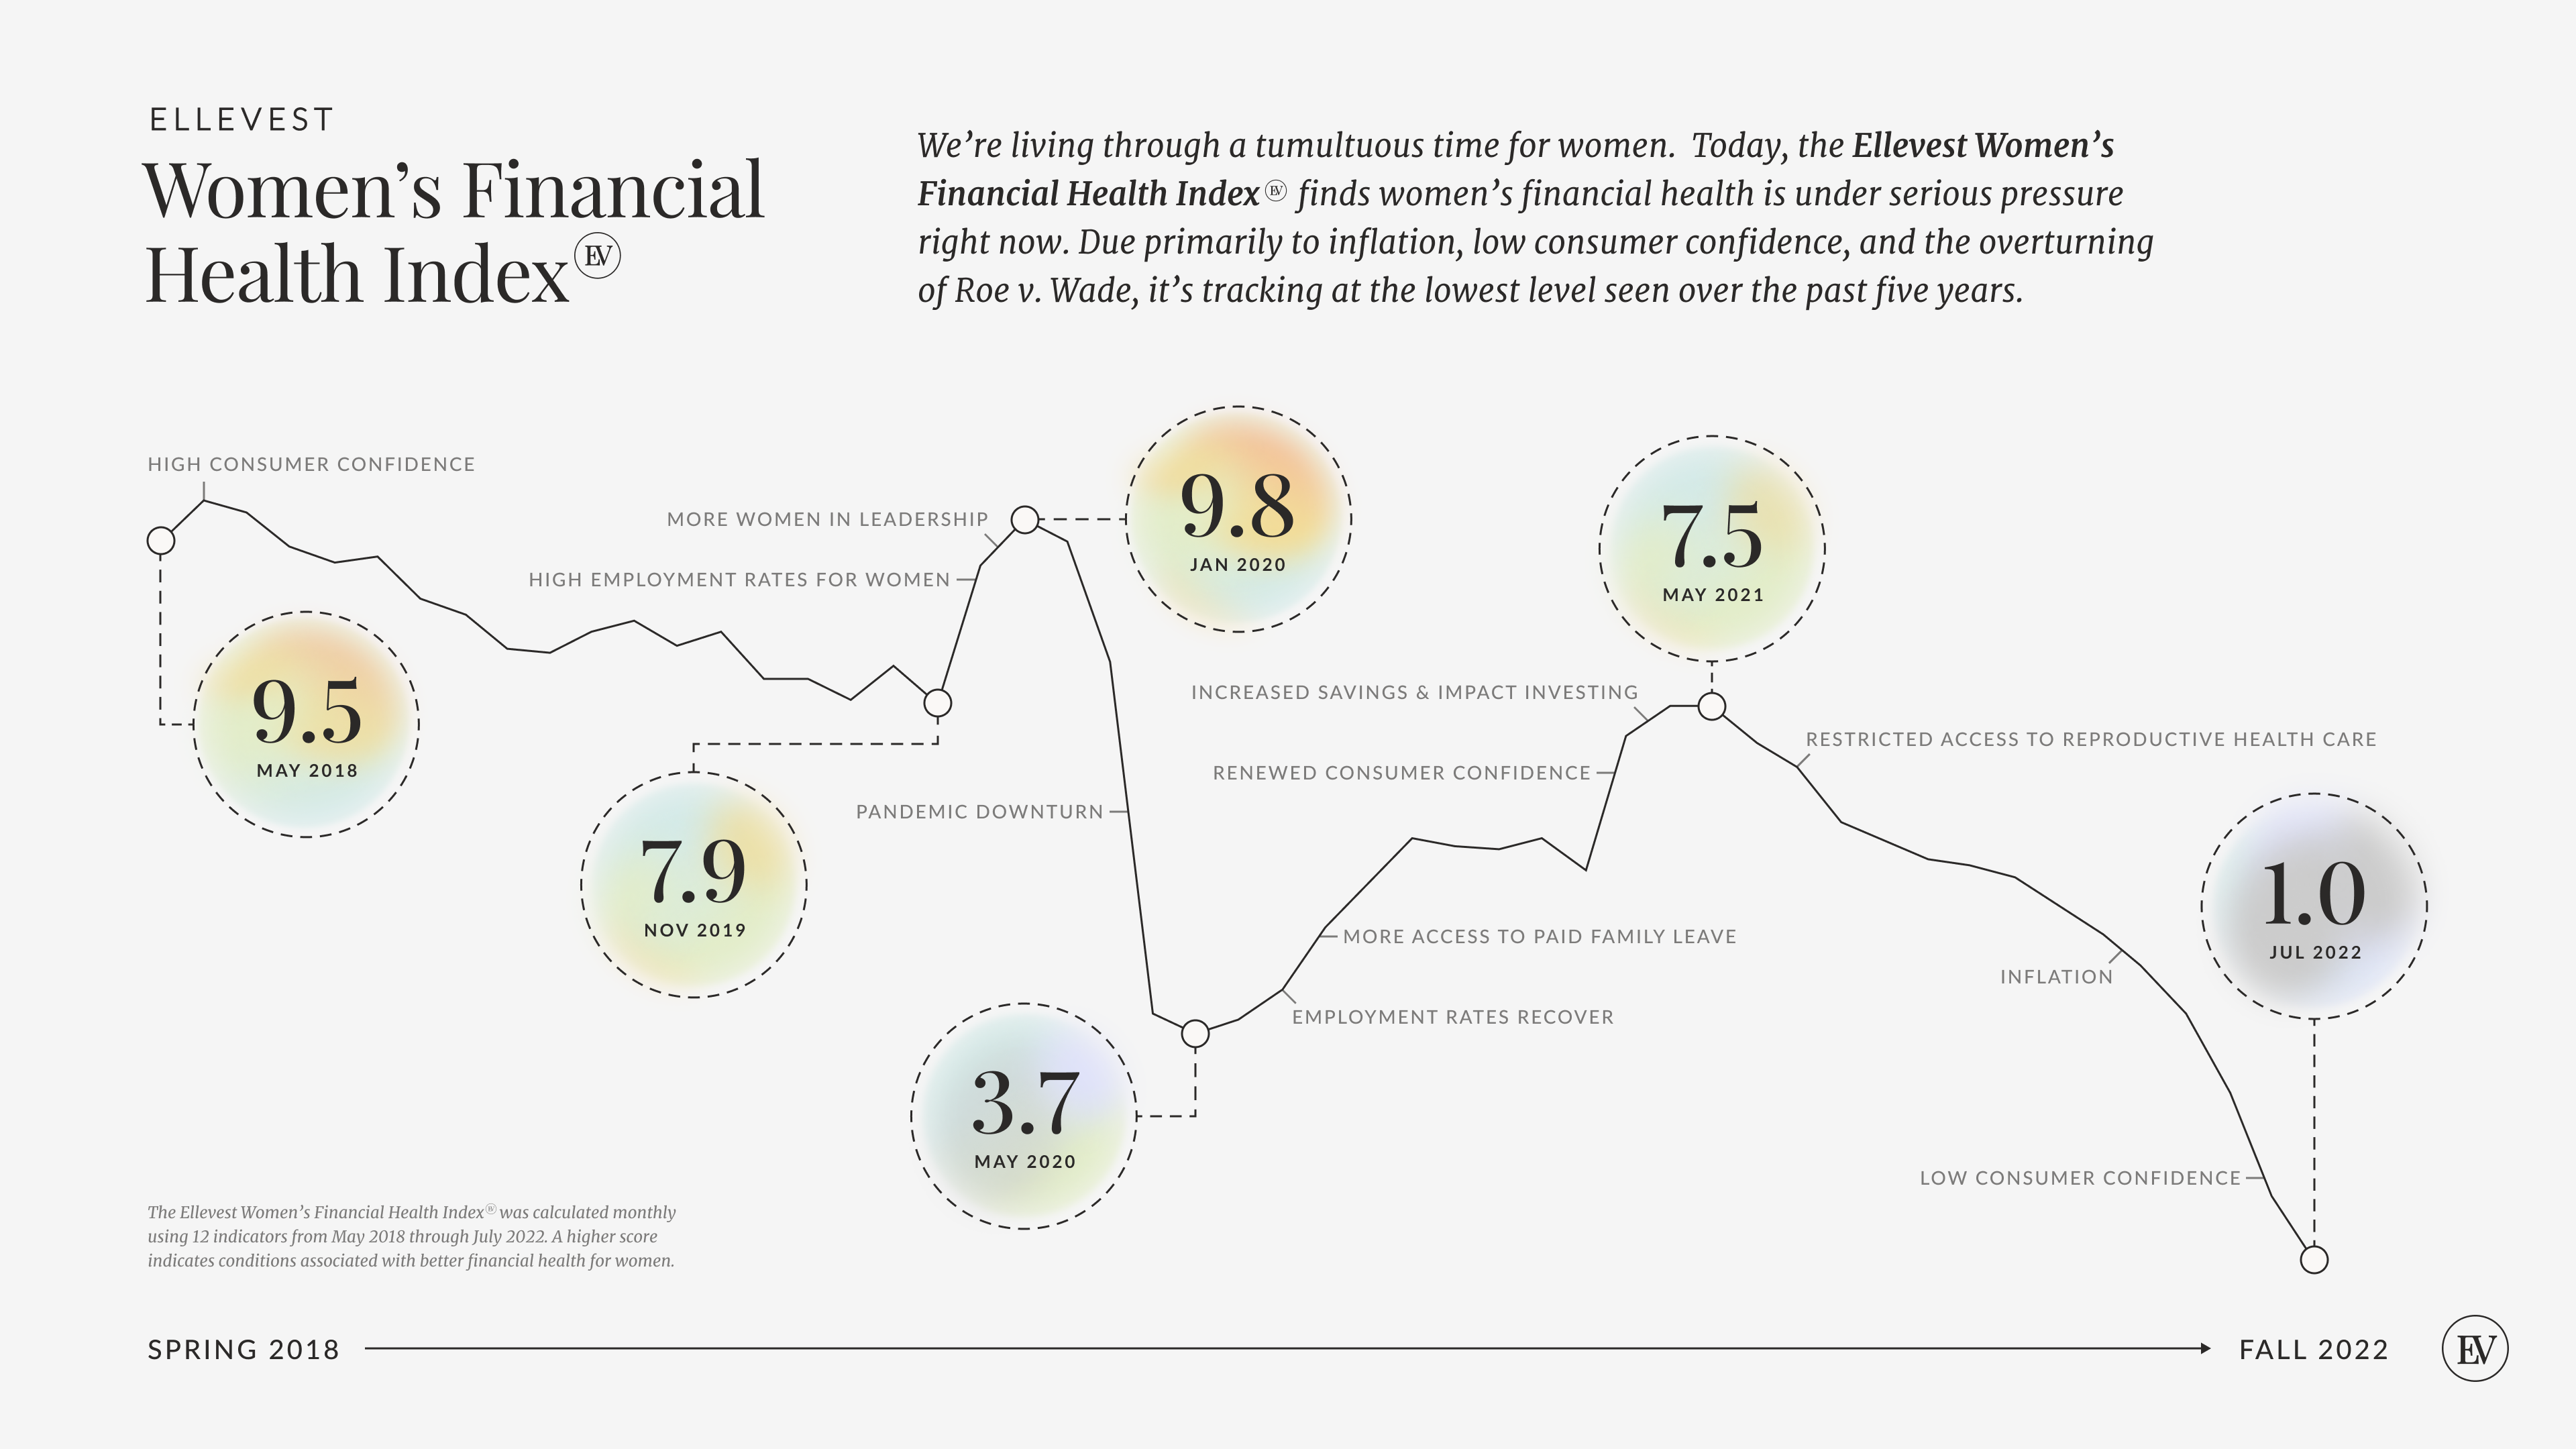 ELLEVEST
Women's Financial
Health Index EV
We're living through a tumultuous time for women. Today, the Ellevest Women's
Financial Health Index EV finds women's financial health is under serious pressure
right now. Due primarily to inflation, low consumer confidence, and the overturning
of Roe v. Wade, it's tracking at the lowest level seen over the past five years.
HIGH CONSUMER CONFIDENCE
9.5
MAY 2018
MORE WOMEN IN LEADERSHIP
HIGH EMPLOYMENT RATES FOR WOMEN
7.9
NOV 2019
9.8
JAN 2020
PANDEMIC DOWNTURN
3.7
MAY 2020
EMPLOYMENT RATES RECOVER
MORE ACCESS TO PAID FAMILY LEAVE
RENEWED CONSUMER CONFIDENCE
INCREASED SAVINGS & IMPACT INVESTING
7.5
MAY 2021
RESTRICTED ACCESS TO REPRODUCTIVE HEALTH CARE
INFLATION
LOW CONSUMER CONFIDENCE
1.0
JUL 2022
The Ellevest Women's Financial Health Index EV was calculated monthly
using 12 indicators from May 2018 through July 2022. A higher score
indicates conditions associated with better financial health for women.
SPRING 2018
FALL 2022
EV